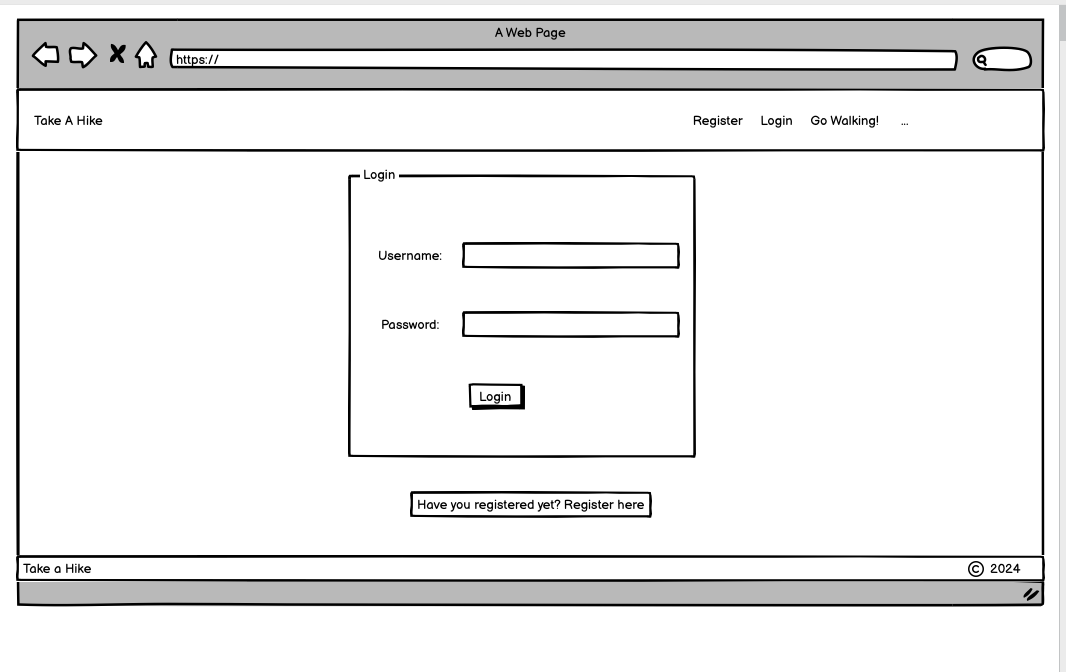 A Web Page
https://
Take A Hike Register Login Go Walking! ...
Login
Username:
Password:
Login
Have you registered yet? Register here
Take a Hike © 2024